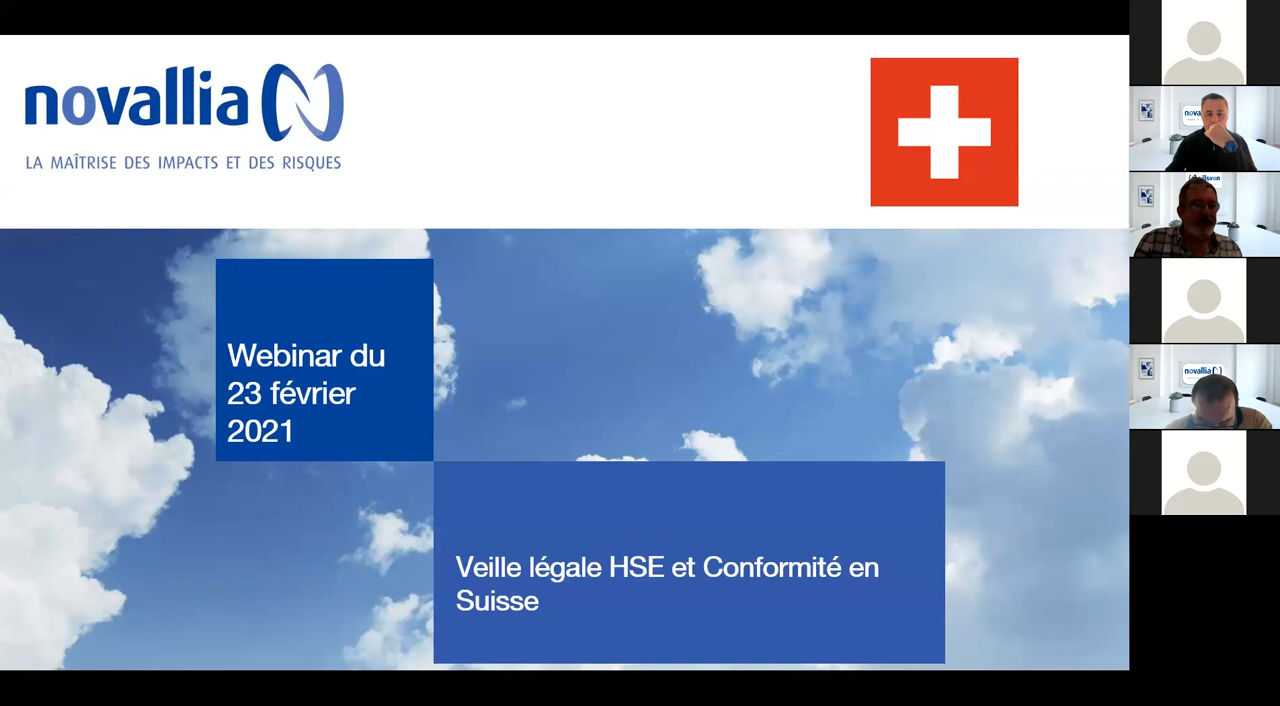 novallia
LA MAÎTRISE DES IMPACTS ET DES RISQUES
Webinar du
23 février
2021
Veille légale HSE et Conformité en
Suisse
novallia